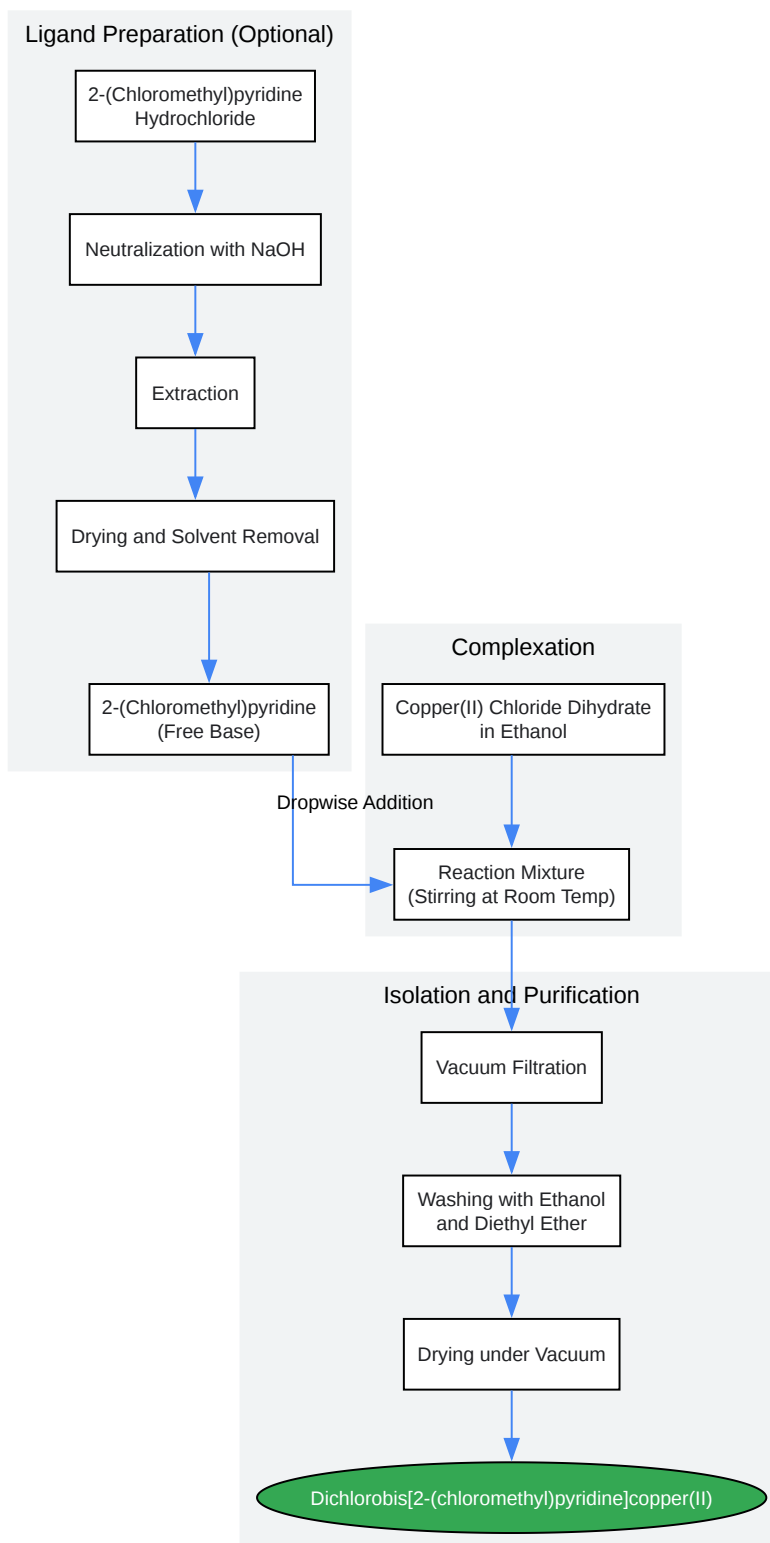 Ligand Preparation (Optional)
2-(Chloromethyl)pyridine
Hydrochloride
Neutralization with NaOH
Extraction
Drying and Solvent Removal
2-(Chloromethyl)pyridine
(Free Base)
Complexation
Copper(II) Chloride Dihydrate
in Ethanol
Dropwise Addition
Reaction Mixture
(Stirring at Room Temp)
Isolation and Purification
Vacuum Filtration
Washing with Ethanol
and Diethyl Ether
Drying under Vacuum
Dichlorobis[2-(chloromethyl)pyridine]copper(II)